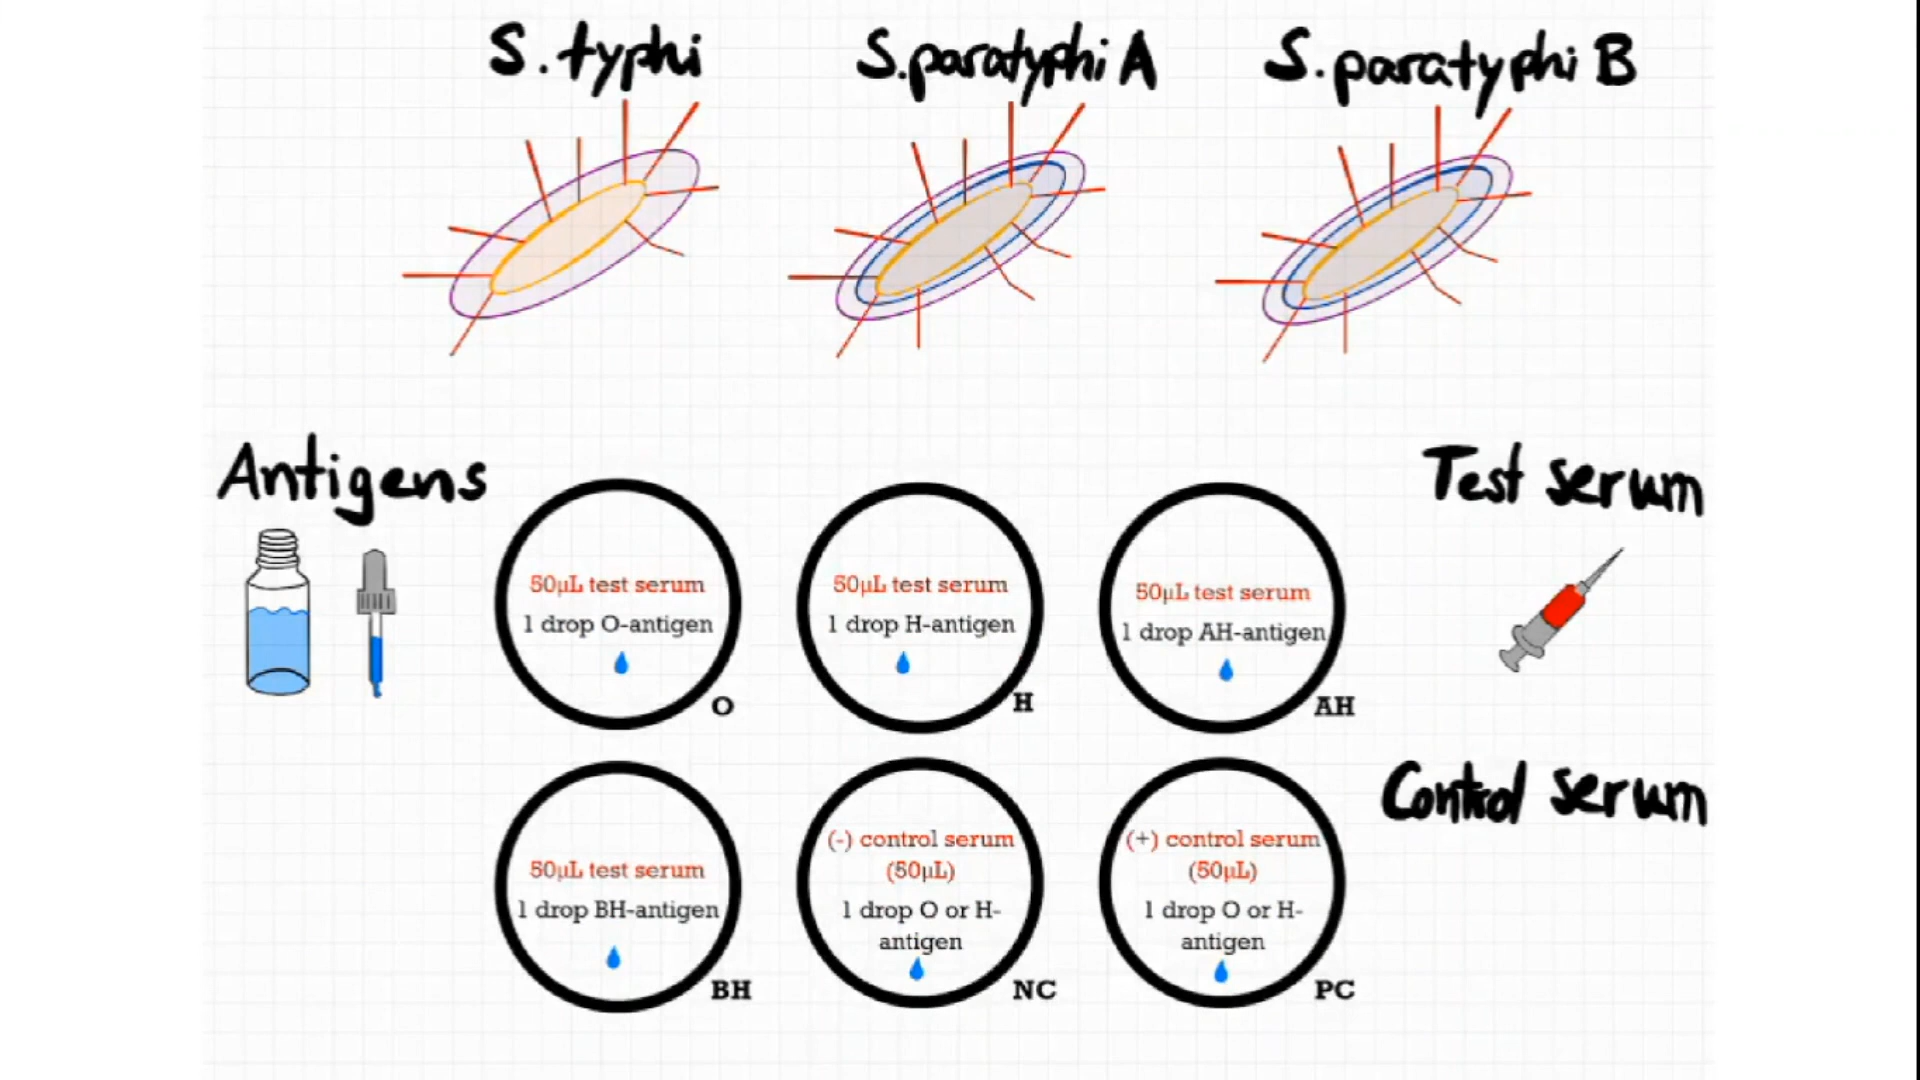 S. typhi
S. paratyphi A
S. paratyphi B
Antigens
Test serum
50µL test serum
1 drop O-antigen
O
50µL test serum
1 drop H-antigen
H
50µL test serum
1 drop AH-antigen
AH
Control serum
50µL test serum
1 drop BH-antigen
BH
(-) control serum
(50µL)
1 drop O or H-
antigen
NC
(+) control serum
(50µL)
1 drop O or H-
antigen
PC